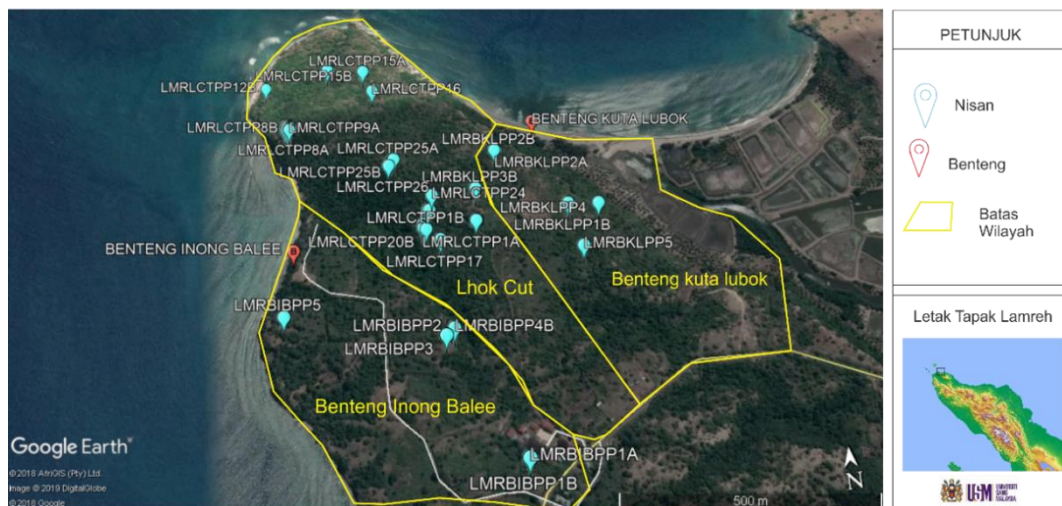 LMRLCTPP15A
LMRLCTPP15B
LMRLCTPP12B
LMRLCTPP16
BENTENG KUTA LUBOK
LMRLCTPP8B
LMRLCTPP9A
LMRLCTPP8A
LMRLCTPP25A
LMRBKLPP2B
LMRBKLPP2A
LMRLCTPP25B
LMRBKLPP3B
LMRLCTPP26
LMRLCTPP24
LMRBKLPP4
LMRLCTPP1B
LMRBKLPP1B
LMRLCTPP20B
LMRLCTPP1A
LMRBKLPP5
BENTENG INONG BALEE
LMRLCTPP17
Lhok Cut
Benteng kuta lubok
LMRBIBPP5
LMRBIBPP2
LMRBIBPP4B
LMRBIBPP3
Benteng Inong Balee
LMRBIBPP1A
LMRBIBPP1B
Google Earth
© 2018 AfriGIS (Pty) Ltd.
Image © 2019 DigitalGlobe
© 2018 Google
500 m
N
PETUNJUK
Nisan
Benteng
Batas
Wilayah
Letak Tapak Lamreh
USM
UNIVERSITI
SAINS
MALAYSIA